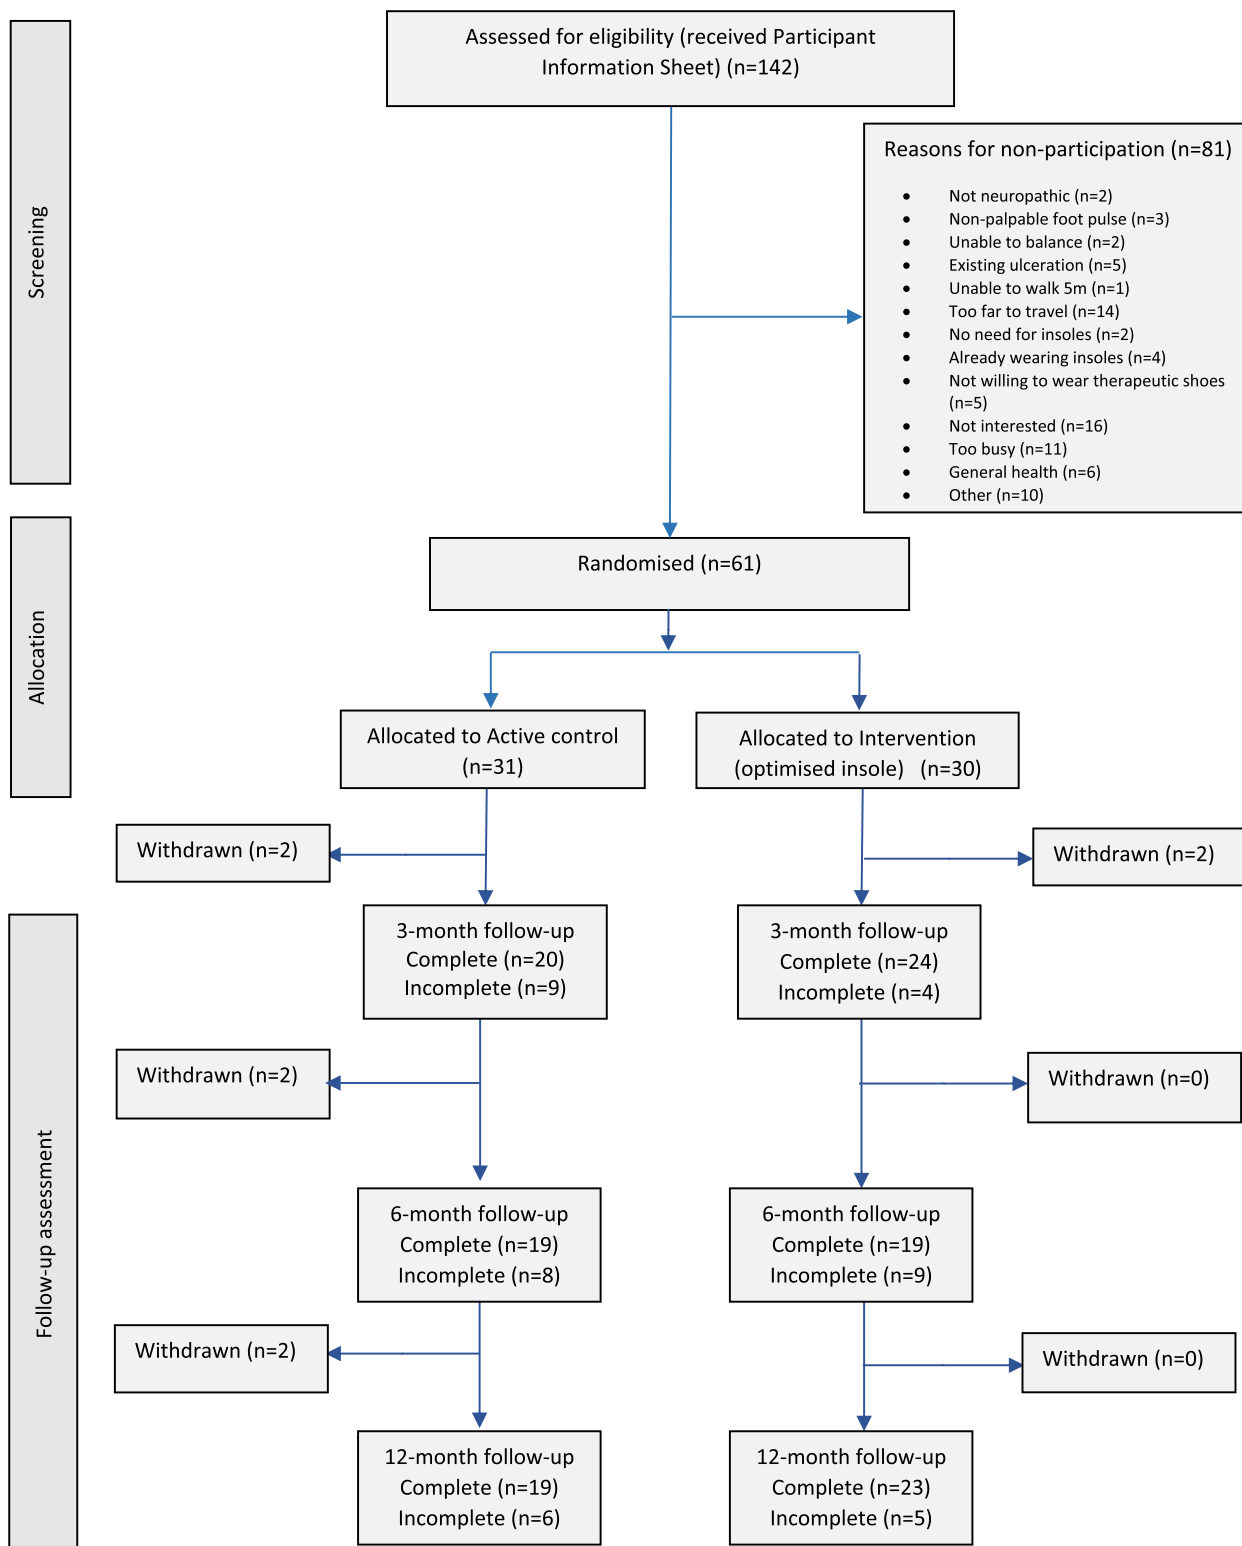 Assessed for eligibility (received Participant
Information Sheet) (n=142)
Screening
Reasons for non-participation (n=81)
• Not neuropathic (n=2)
• Non-palpable foot pulse (n=3)
• Unable to balance (n=2)
• Existing ulceration (n=5)
• Unable to walk 5m (n=1)
• Too far to travel (n=14)
• No need for insoles (n=2)
• Already wearing insoles (n=4)
• Not willing to wear therapeutic shoes
(n=5)
• Not interested (n=16)
• Too busy (n=11)
• General health (n=6)
• Other (n=10)
Randomised (n=61)
Allocation
Allocated to Active control
(n=31)
Allocated to Intervention
(optimised insole) (n=30)
Withdrawn (n=2)
Withdrawn (n=2)
Follow-up assessment
3-month follow-up
Complete (n=20)
Incomplete (n=9)
3-month follow-up
Complete (n=24)
Incomplete (n=4)
Withdrawn (n=2)
Withdrawn (n=0)
6-month follow-up
Complete (n=19)
Incomplete (n=8)
6-month follow-up
Complete (n=19)
Incomplete (n=9)
Withdrawn (n=2)
Withdrawn (n=0)
12-month follow-up
Complete (n=19)
Incomplete (n=6)
12-month follow-up
Complete (n=23)
Incomplete (n=5)